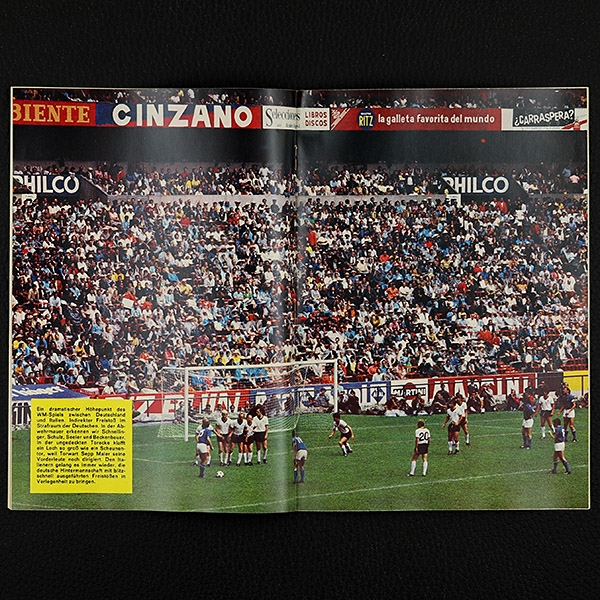 BIENTE CINZANO Selecciones LIBROS DISCOS RITZ la galleta favorita del mundo ¿CARRASPERA?
PHILCO PHILCO
MARTINI
Ein dramatischer Höhepunkt des
WM-Spiels zwischen Deutschland
und Italien. Indirekter Freistoß im
Strafraum der Deutschen. In der Ab-
wehrmauer erkennen wir Schnellin-
ger, Schulz, Seeler und Beckenbauer.
In der ungedeckten Torecke klafft
ein Loch so groß wie ein Scheunen-
tor, weil Torwart Sepp Maier seine
Vorderleute noch dirigiert. Den Ita-
lienern gelang es immer wieder, die
deutsche Hintermannschaft mit blitz-
schnell ausgeführten Freistößen in
Verlegenheit zu bringen.
20